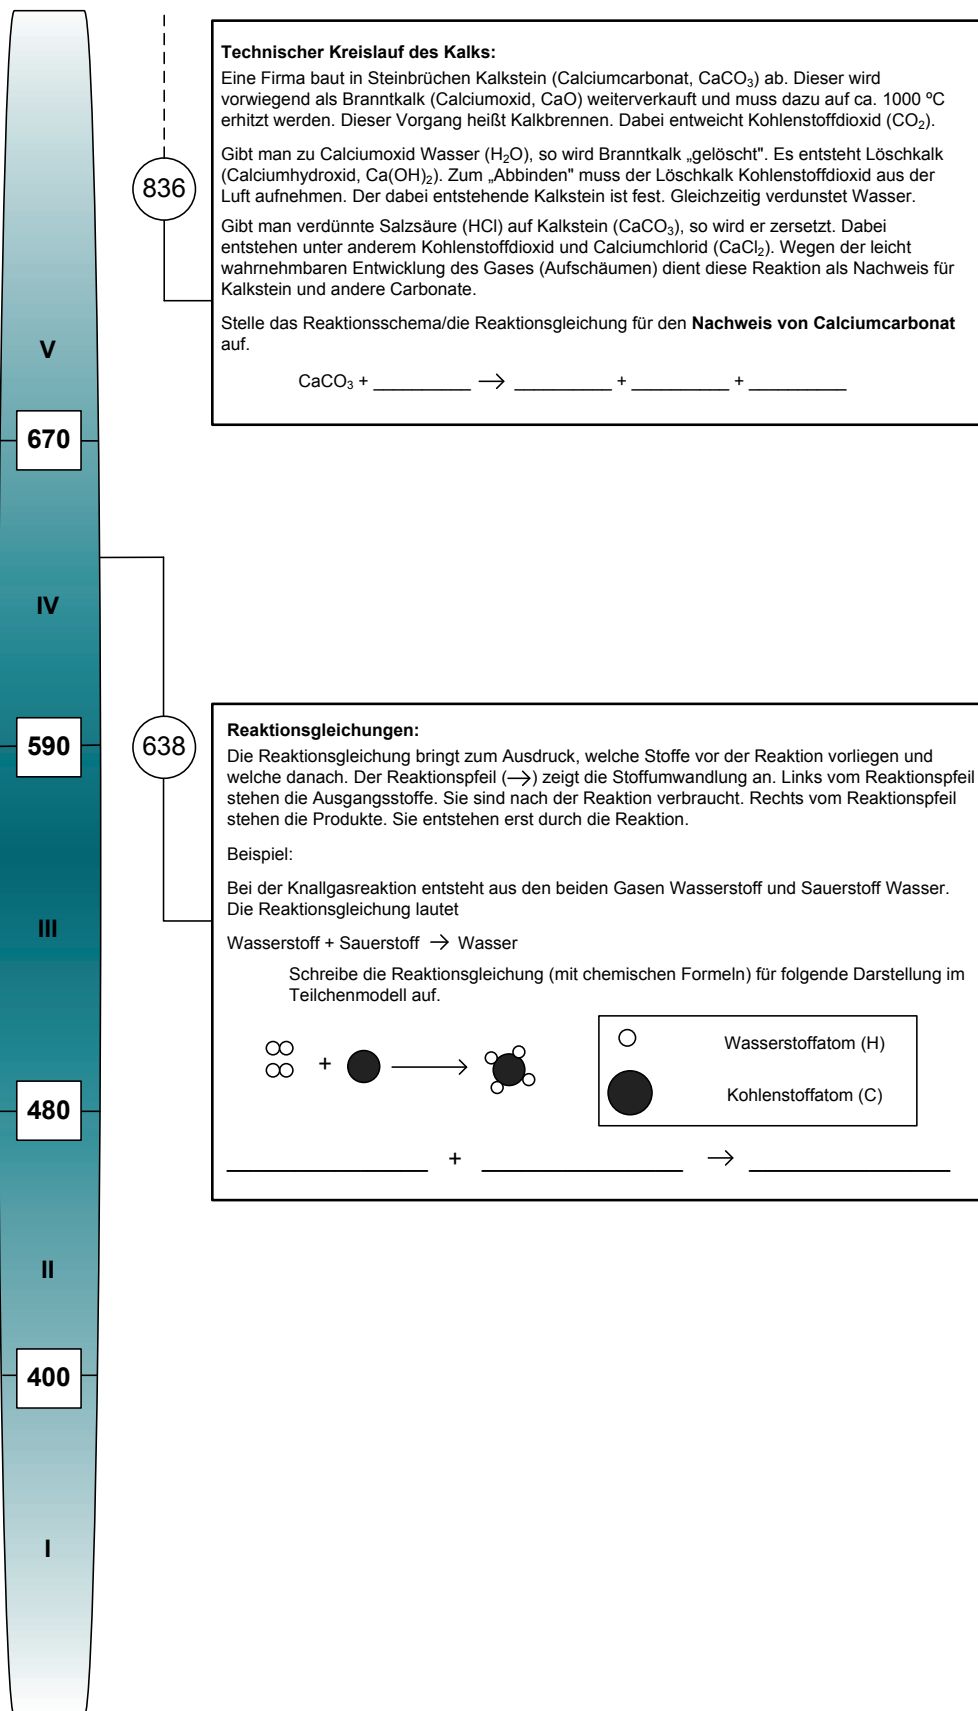 Technischer Kreislauf des Kalks:
Eine Firma baut in Steinbrüchen Kalkstein (Calciumcarbonat, CaCO₃) ab. Dieser wird
vorwiegend als Branntkalk (Calciumoxid, CaO) weiterverkauft und muss dazu auf ca. 1000 ºC
erhitzt werden. Dieser Vorgang heißt Kalkbrennen. Dabei entweicht Kohlenstoffdioxid (CO₂).
Gibt man zu Calciumoxid Wasser (H₂O), so wird Branntkalk „gelöscht". Es entsteht Löschkalk
(Calciumhydroxid, Ca(OH)₂). Zum „Abbinden" muss der Löschkalk Kohlenstoffdioxid aus der
Luft aufnehmen. Der dabei entstehende Kalkstein ist fest. Gleichzeitig verdunstet Wasser.
Gibt man verdünnte Salzsäure (HCl) auf Kalkstein (CaCO₃), so wird er zersetzt. Dabei
entstehen unter anderem Kohlenstoffdioxid und Calciumchlorid (CaCl₂). Wegen der leicht
wahrnehmbaren Entwicklung des Gases (Aufschäumen) dient diese Reaktion als Nachweis für
Kalkstein und andere Carbonate.
Stelle das Reaktionsschema/die Reaktionsgleichung für den Nachweis von Calciumcarbonat
auf.
CaCO₃ + __________ → __________ + __________ + __________
836
V
670
IV
590
638
Reaktionsgleichungen:
Die Reaktionsgleichung bringt zum Ausdruck, welche Stoffe vor der Reaktion vorliegen und
welche danach. Der Reaktionspfeil (→) zeigt die Stoffumwandlung an. Links vom Reaktionspfeil
stehen die Ausgangsstoffe. Sie sind nach der Reaktion verbraucht. Rechts vom Reaktionspfeil
stehen die Produkte. Sie entstehen erst durch die Reaktion.
Beispiel:
Bei der Knallgasreaktion entsteht aus den beiden Gasen Wasserstoff und Sauerstoff Wasser.
Die Reaktionsgleichung lautet
Wasserstoff + Sauerstoff → Wasser
Schreibe die Reaktionsgleichung (mit chemischen Formeln) für folgende Darstellung im
Teilchenmodell auf.
+ →
Wasserstoffatom (H)
Kohlenstoffatom (C)
__________ + __________ → __________
III
480
II
400
I